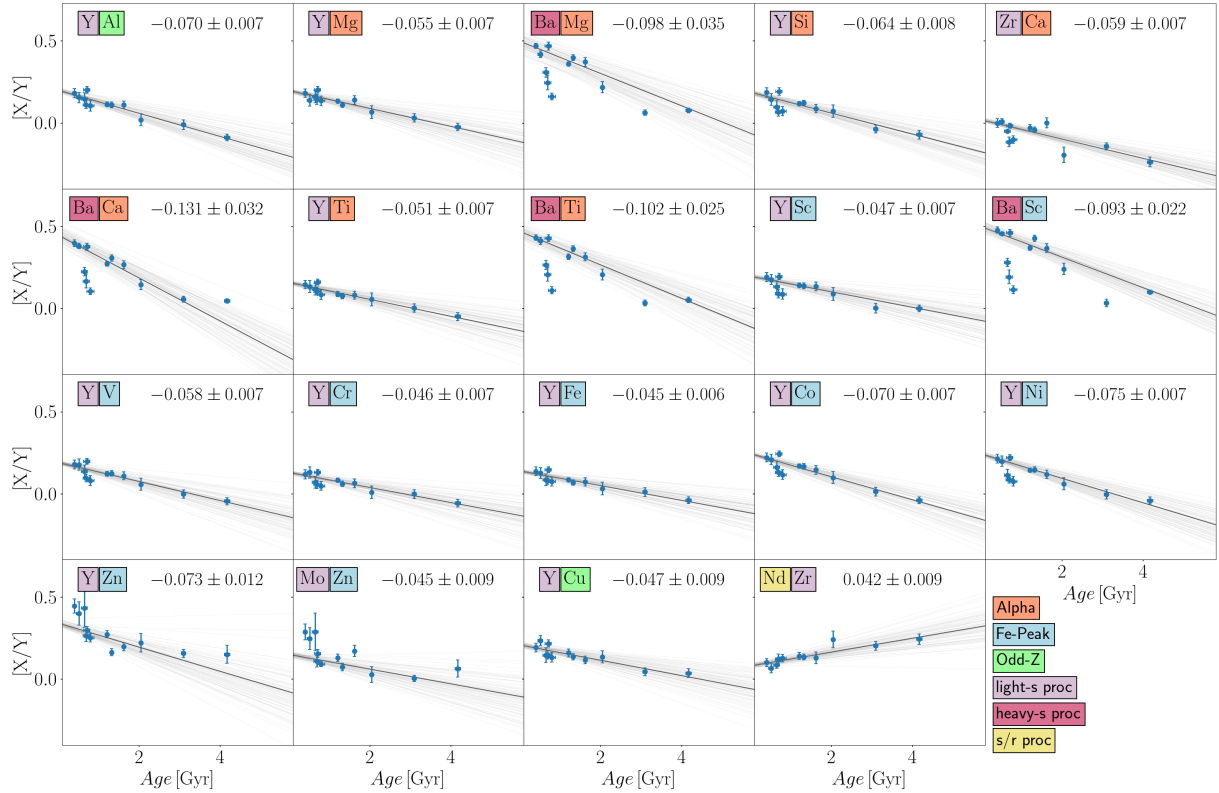 Y Al −0.070 ± 0.007
Y Mg −0.055 ± 0.007
Ba Mg −0.098 ± 0.035
Y Si −0.064 ± 0.008
Zr Ca −0.059 ± 0.007
0.5
0.0
[X/Y]
Ba Ca −0.131 ± 0.032
Y Ti −0.051 ± 0.007
Ba Ti −0.102 ± 0.025
Y Sc −0.047 ± 0.007
Ba Sc −0.093 ± 0.022
0.5
0.0
[X/Y]
Y V −0.058 ± 0.007
Y Cr −0.046 ± 0.007
Y Fe −0.045 ± 0.006
Y Co −0.070 ± 0.007
Y Ni −0.075 ± 0.007
0.5
0.0
[X/Y]
2 4
Age [Gyr]
Y Zn −0.073 ± 0.012
Mo Zn −0.045 ± 0.009
Y Cu −0.047 ± 0.009
Nd Zr 0.042 ± 0.009
0.5
0.0
[X/Y]
Alpha
Fe-Peak
Odd-Z
light-s proc
heavy-s proc
s/r proc
2 4
2 4
2 4
2 4
Age [Gyr]
Age [Gyr]
Age [Gyr]
Age [Gyr]